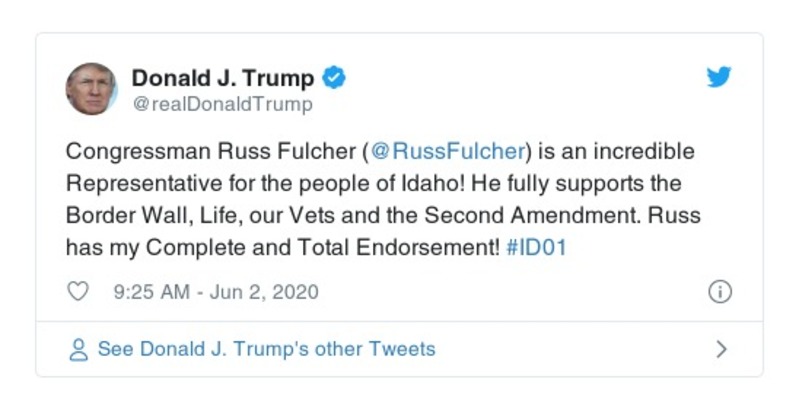 Donald J. Trump
@realDonaldTrump
Congressman Russ Fulcher (@RussFulcher) is an incredible
Representative for the people of Idaho! He fully supports the
Border Wall, Life, our Vets and the Second Amendment. Russ
has my Complete and Total Endorsement! #ID01
9:25 AM - Jun 2, 2020
See Donald J. Trump's other Tweets